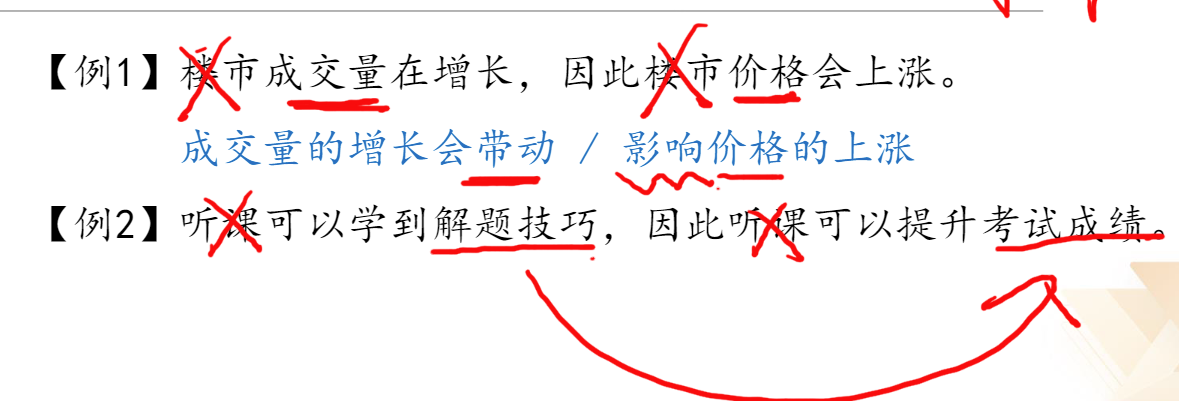 【例1】楼市成交量在增长，因此楼市价格会上涨。
成交量的增长会带动 / 影响价格的上涨
【例2】听课可以学到解题技巧，因此听课可以提升考试成绩。